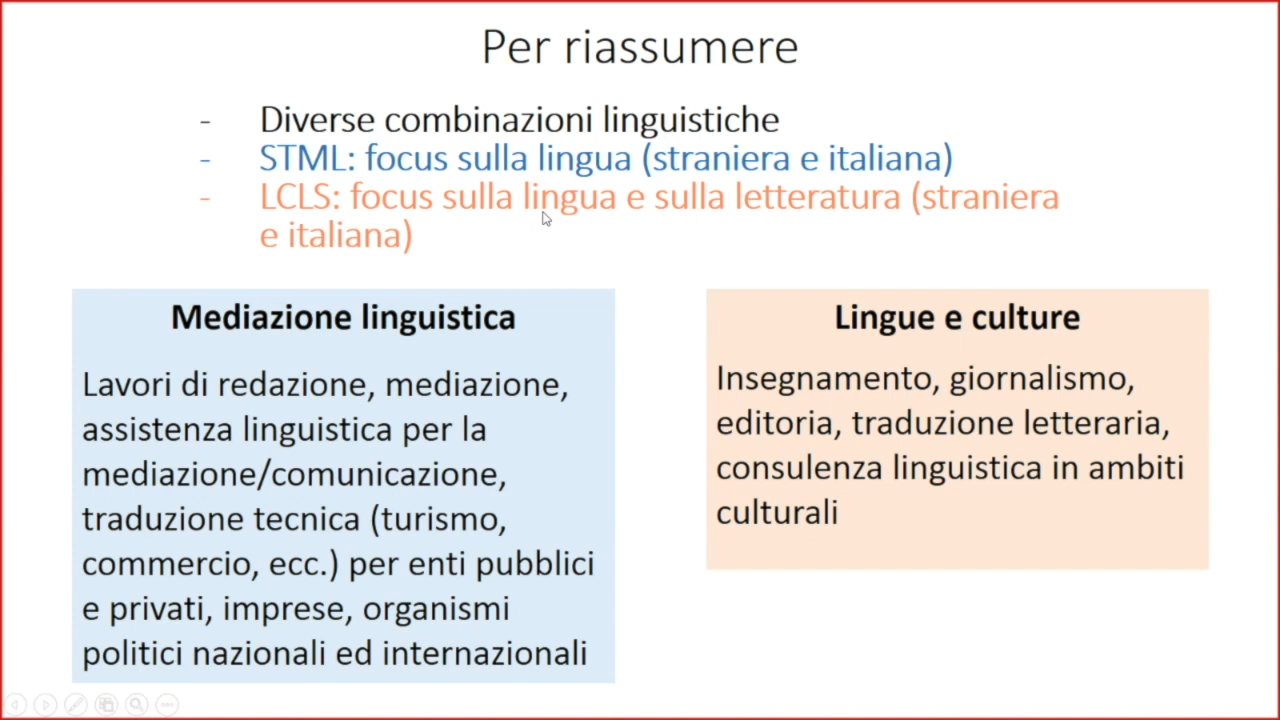 Per riassumere
- Diverse combinazioni linguistiche
- STML: focus sulla lingua (straniera e italiana)
- LCLS: focus sulla lingua e sulla letteratura (straniera
e italiana)
Mediazione linguistica
Lavori di redazione, mediazione,
assistenza linguistica per la
mediazione/comunicazione,
traduzione tecnica (turismo,
commercio, ecc.) per enti pubblici
e privati, imprese, organismi
politici nazionali ed internazionali
Lingue e culture
Insegnamento, giornalismo,
editoria, traduzione letteraria,
consulenza linguistica in ambiti
culturali